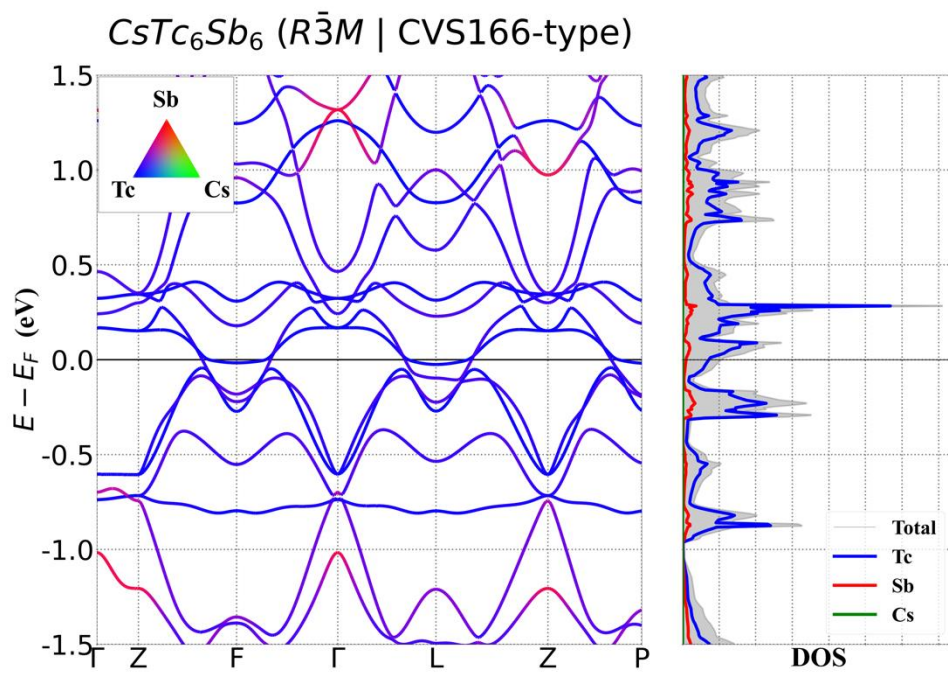 CsTc₆Sb₆ (R3̄M | CVS166-type)
1.5
1.0
0.5
0.0
-0.5
-1.0
-1.5
E − E_F (eV)
Sb
Tc Cs
Γ Z F Γ L Z P
Total
Tc
Sb
Cs
DOS